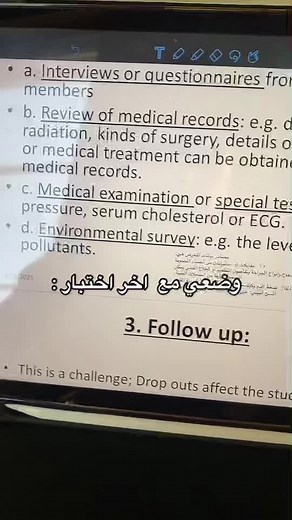 • a. Interviews or questionnaires fro
members
• b. Review of medical records: e.g. d
radiation, kinds of surgery, details o
or medical treatment can be obtaine
medical records.
• c. Medical examination or special tes
pressure, serum cholesterol or ECG.
• d. Environmental survey: e.g. the leve
pollutants.
وضعي مع اخر اختبار :
3. Follow up:
• This is a challenge; Drop outs affect the stud